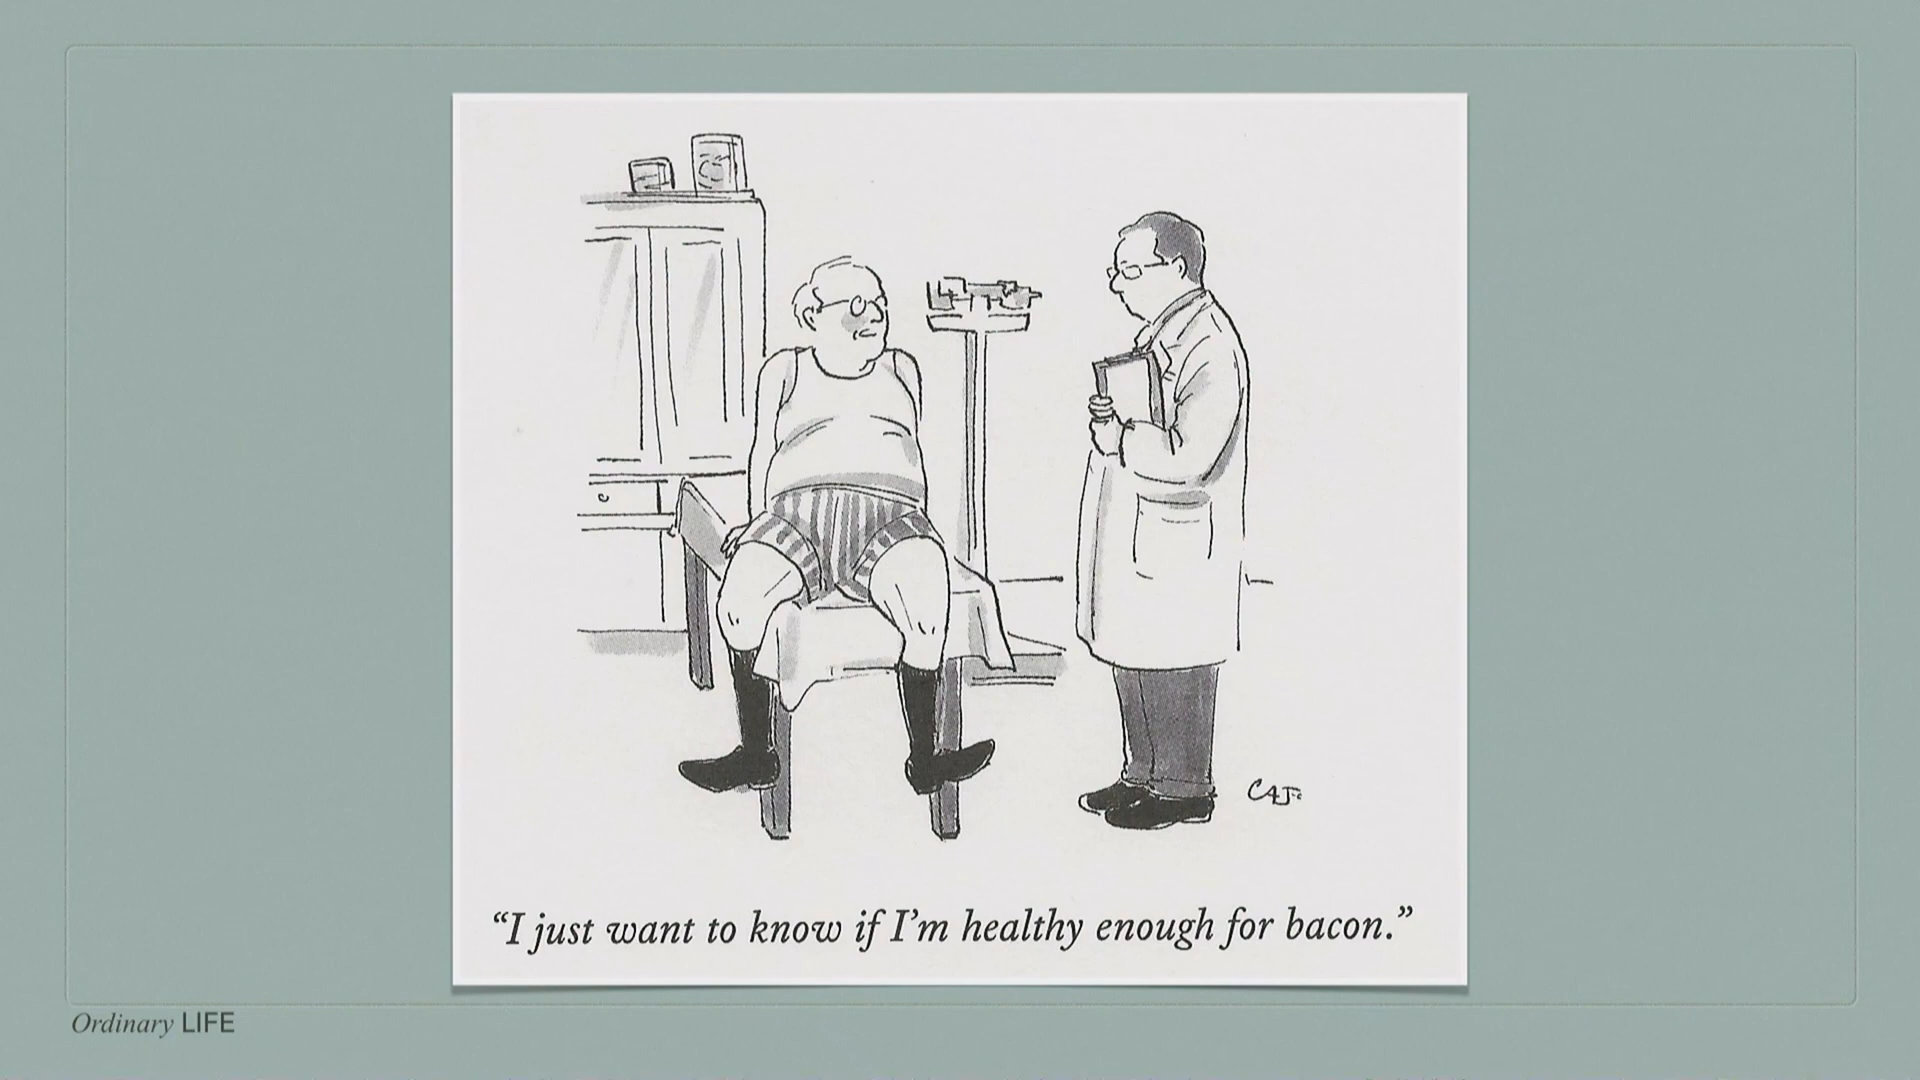 “I just want to know if I’m healthy enough for bacon.”
Ordinary LIFE